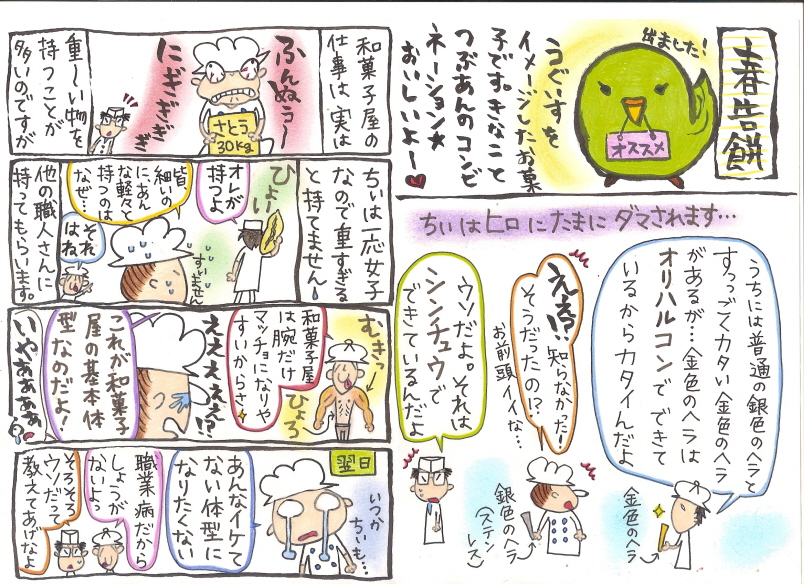 春告餅
出ました！
オススメ
うぐいすを
イメージしたお菓
子です。きなこと
つぶあんのコンビ
ネーション★
おいしいよー♥
ちぃはヒロにたまにダマされます…
うちには普通の銀色のヘラと
すっっごくカタい金色のヘラ
があるが…金色のヘラは
オリハルコンでできて
いるからカタイんだよ
金色のヘラ
ええ!?
知らなかった！
そうだったの!?
お前頭イイな…
銀色のヘラ
(ステン
レス)
ウソだよ。それは
シンチュウで
できているんだよ
和菓子屋の
仕事は、実は
ふんぬぅー
さとう
30kg
にぎぎぎぎ
重〜い物を
持つことが
多いのですが
ちぃは一応女子
なので重すぎる
と持てません！
ひょーい
オレが
持つよ
すいません
皆
細いの
に、あん
な軽々と
持つのは
なぜ…
それ
はね
他の職人さんに
持ってもらいます。
むきっ
ひょろ
和菓子屋
は腕だけ
マッチョになりや
すいからさ
えええぇ!?
これが和菓子
屋の基本体
型なのだよ！
いやぁぁぁぁ
翌日
いつか
ちぃも…
あんなイケて
ない体型に
なりたくない
職業病だから
しょうが
ないよ
そろそろ
ウソだって
教えてあげなよ